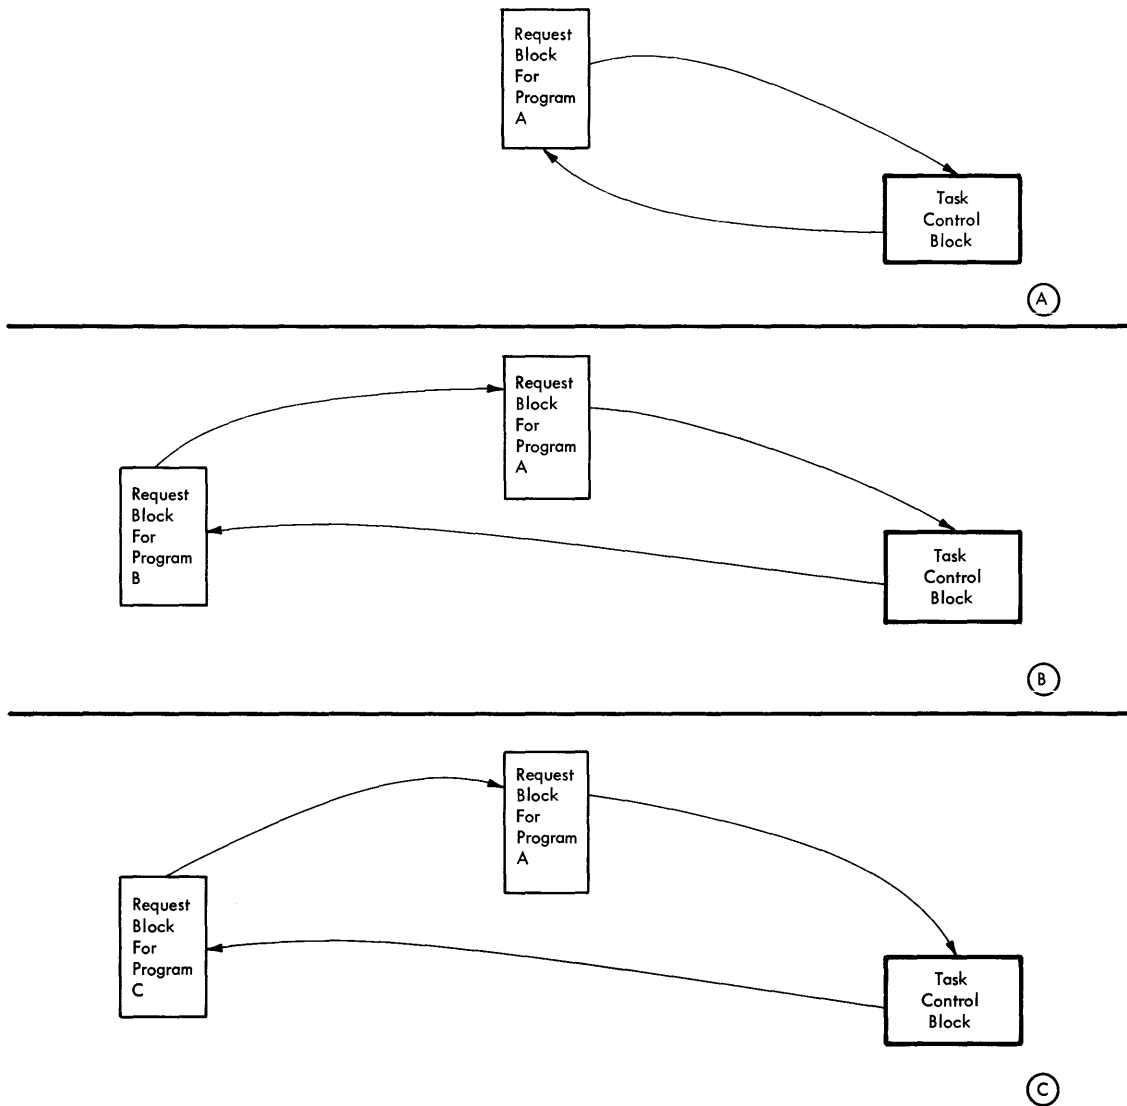 Request
Block
For
Program
A
Task
Control
Block
A
Request
Block
For
Program
A
Request
Block
For
Program
B
Task
Control
Block
B
Request
Block
For
Program
A
Request
Block
For
Program
C
Task
Control
Block
C